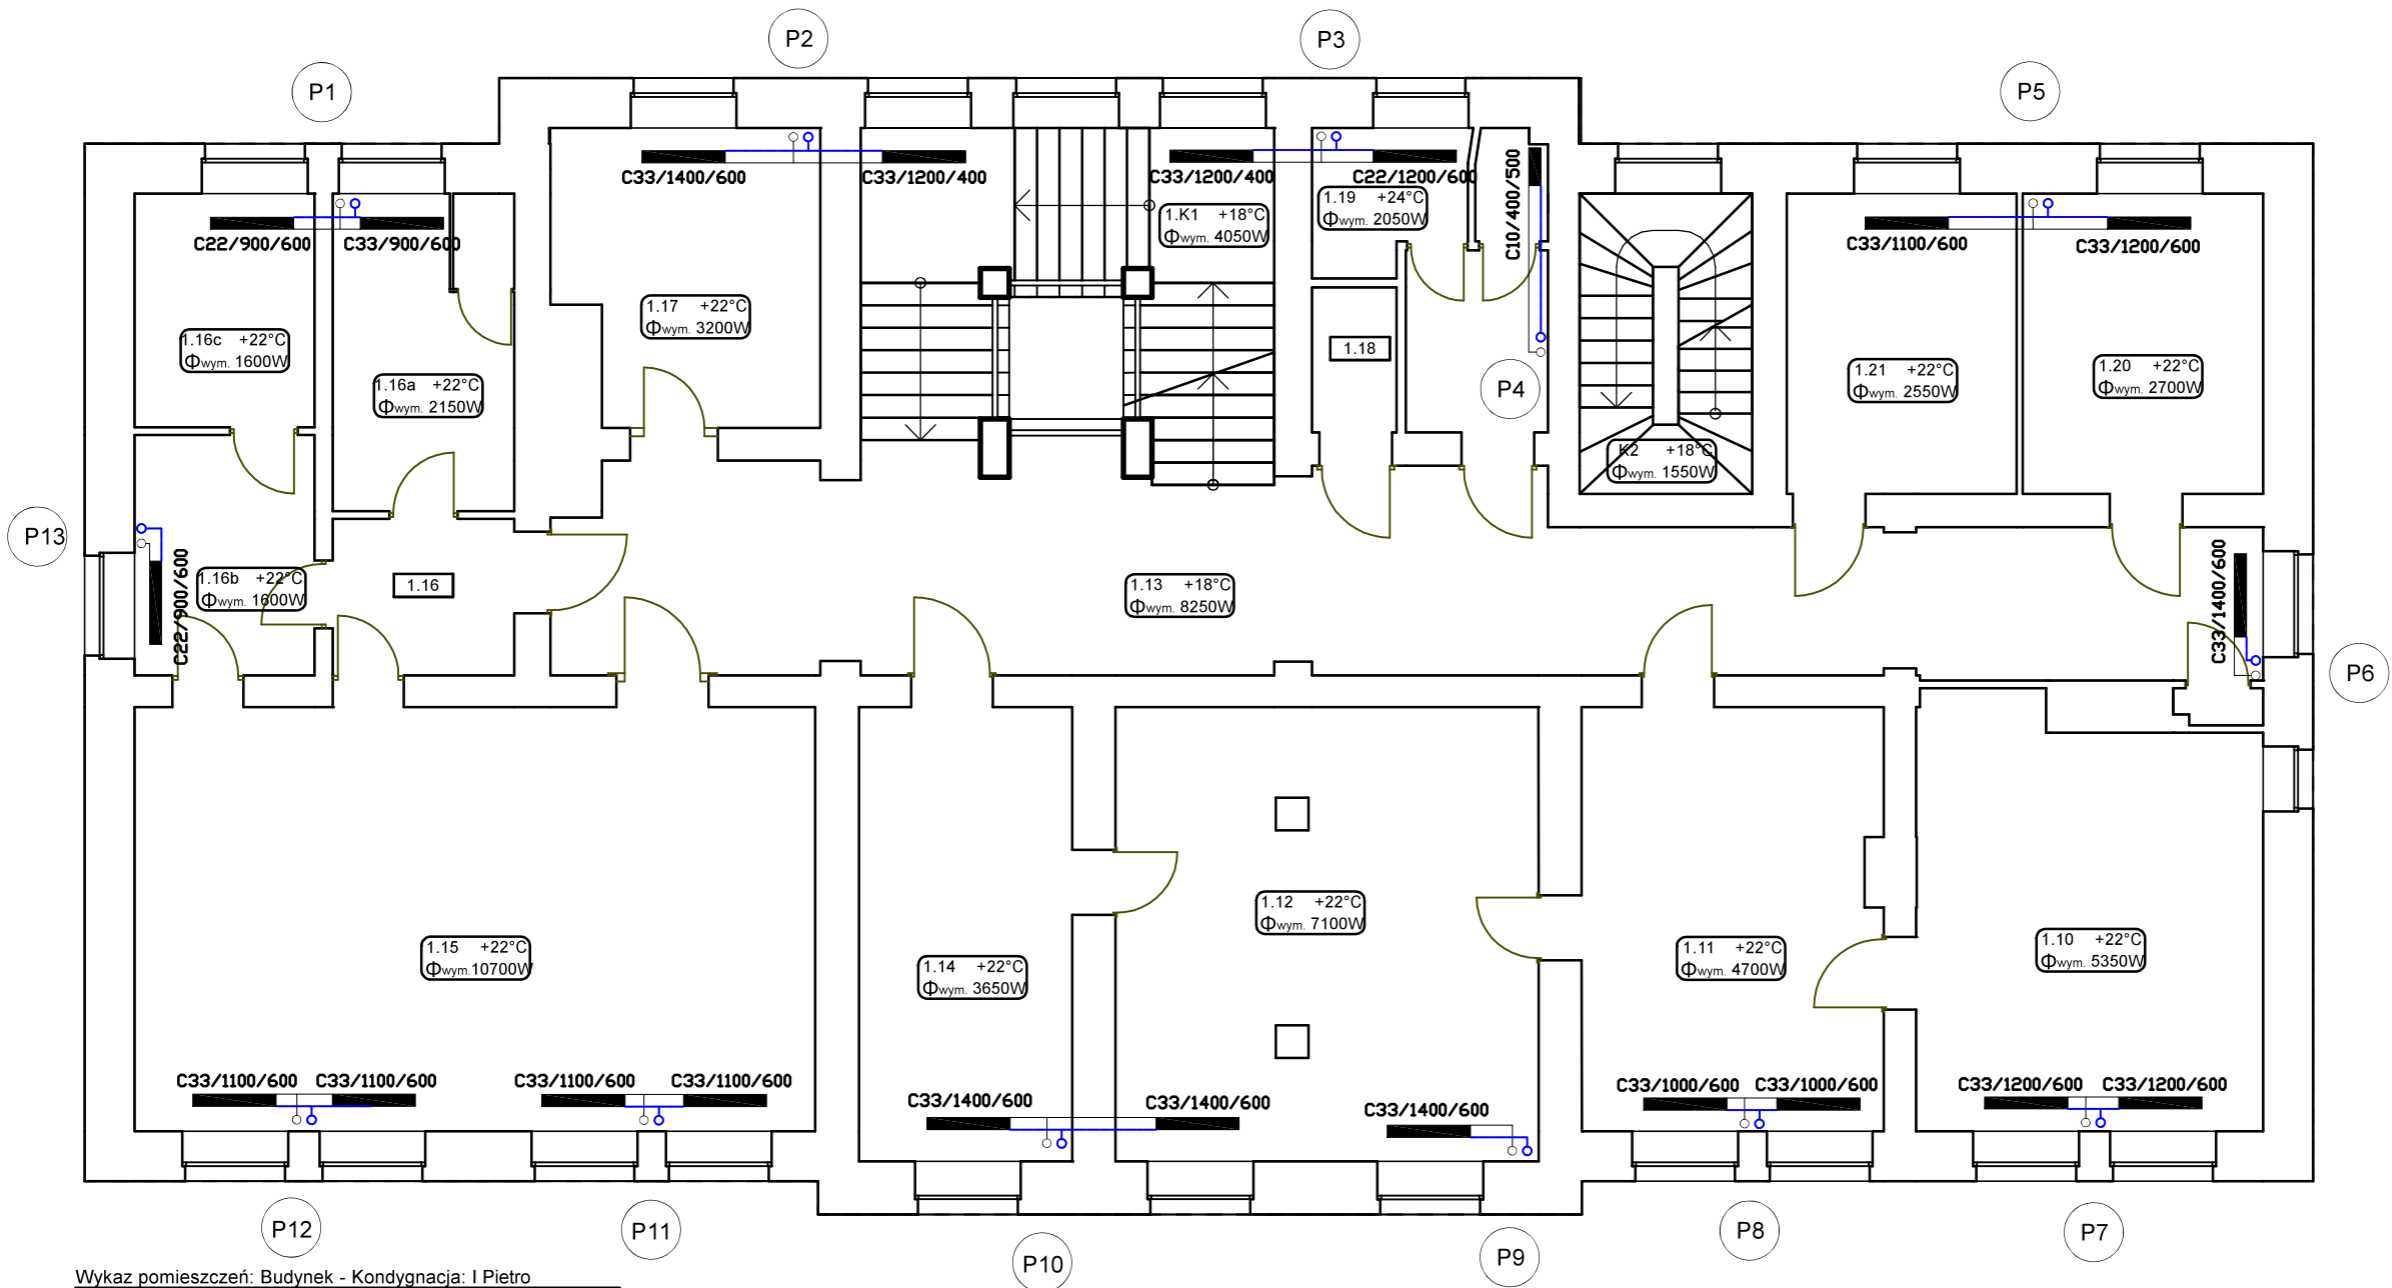 P2
P3
P1
P5
C33/1400/600
C33/1200/400
C33/1200/400
C22/1200/600
C10/400/500
1.19 +24°C
Φwym. 2050W
1.K1 +18°C
Φwym. 4050W
C22/900/600
C33/900/600
C33/1100/600
C33/1200/600
1.17 +22°C
Φwym. 3200W
1.16c +22°C
Φwym. 1600W
1.18
1.16a +22°C
Φwym. 2150W
P4
1.21 +22°C
Φwym. 2550W
1.20 +22°C
Φwym. 2700W
K2 +18°C
Φwym. 1550W
P13
C22/900/600
1.16b +22°C
Φwym. 1600W
1.16
1.13 +18°C
Φwym. 8250W
C33/1400/600
P6
1.15 +22°C
Φwym. 10700W
1.14 +22°C
Φwym. 3650W
1.12 +22°C
Φwym. 7100W
1.11 +22°C
Φwym. 4700W
1.10 +22°C
Φwym. 5350W
C33/1100/600 C33/1100/600
C33/1100/600 C33/1100/600
C33/1400/600
C33/1400/600
C33/1400/600
C33/1000/600 C33/1000/600
C33/1200/600 C33/1200/600
P12
P11
P10
P9
P8
P7
Wykaz pomieszczeń: Budynek - Kondygnacja: I Pietro